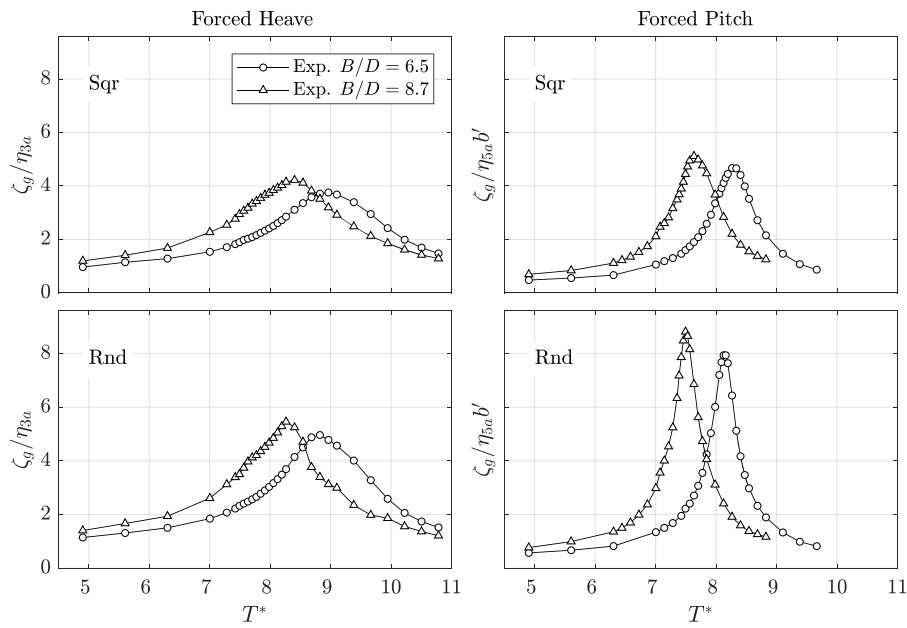 Forced Heave
Forced Pitch
Sqr
Exp. B/D = 6.5
Exp. B/D = 8.7
ζg/η3a
8
6
4
2
0
Sqr
ζg/η5ab′
Rnd
ζg/η3a
8
6
4
2
0
5 6 7 8 9 10 11
T*
Rnd
ζg/η5ab′
5 6 7 8 9 10 11
T*